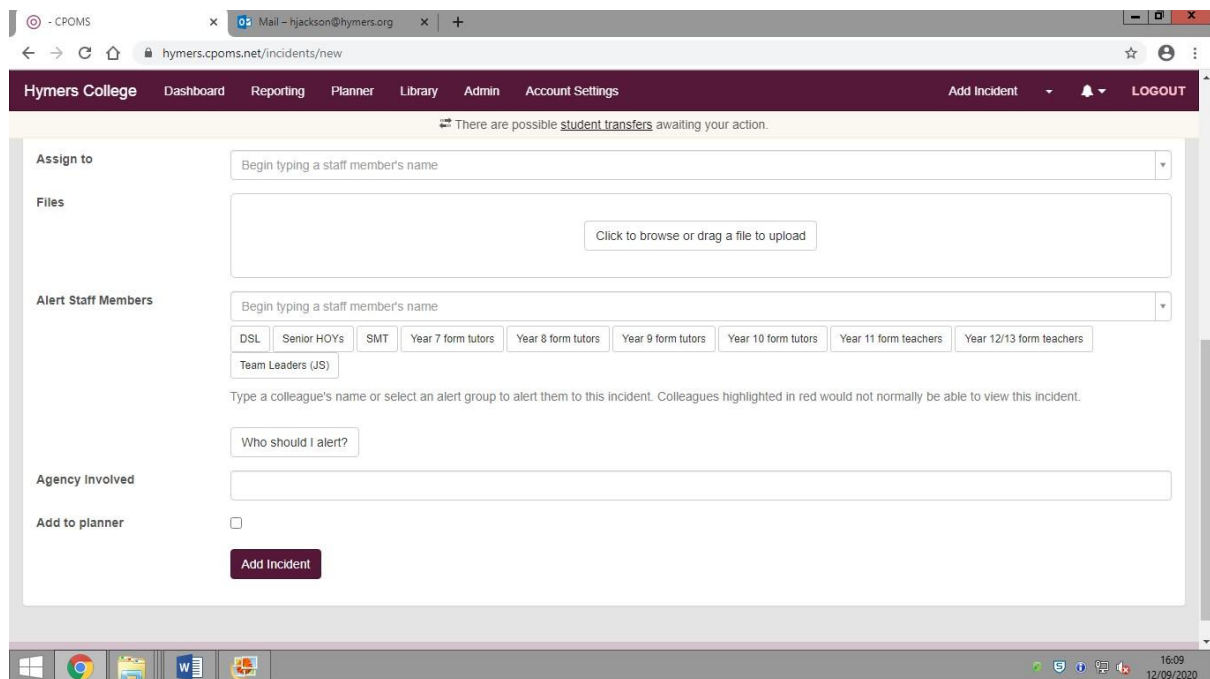 - CPOMS
Mail – hjackson@hymers.org
hymers.cpoms.net/incidents/new
Hymers College Dashboard Reporting Planner Library Admin Account Settings Add Incident LOGOUT
There are possible student transfers awaiting your action.
Assign to
Begin typing a staff member's name
Files
Click to browse or drag a file to upload
Alert Staff Members
Begin typing a staff member's name
DSL Senior HOYs SMT Year 7 form tutors Year 8 form tutors Year 9 form tutors Year 10 form tutors Year 11 form teachers Year 12/13 form teachers
Team Leaders (JS)
Type a colleague's name or select an alert group to alert them to this incident. Colleagues highlighted in red would not normally be able to view this incident.
Who should I alert?
Agency Involved
Add to planner
Add Incident
16:09
12/09/2020